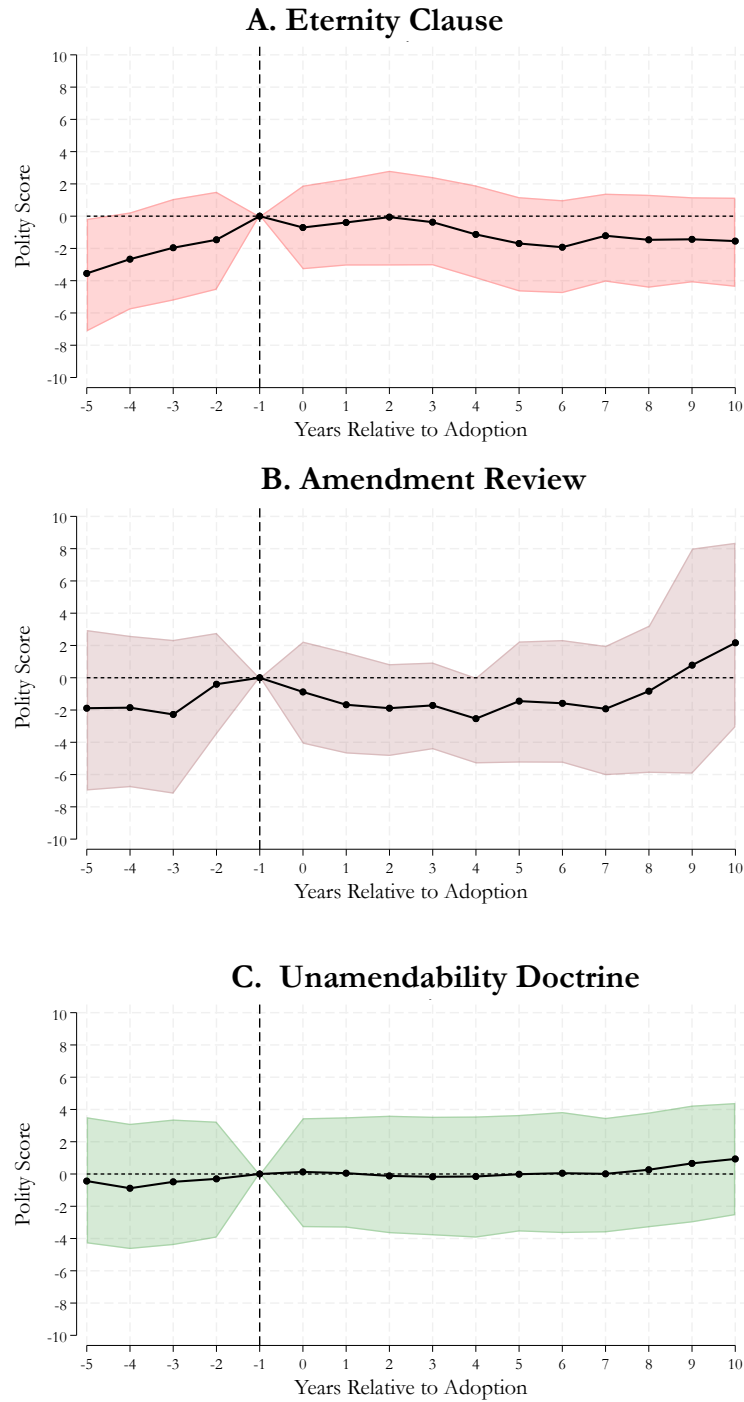 A. Eternity Clause
10
8
6
4
2
0
-2
-4
-6
-8
-10
Polity Score
-5 -4 -3 -2 -1 0 1 2 3 4 5 6 7 8 9 10
Years Relative to Adoption
B. Amendment Review
10
8
6
4
2
0
-2
-4
-6
-8
-10
Polity Score
-5 -4 -3 -2 -1 0 1 2 3 4 5 6 7 8 9 10
Years Relative to Adoption
C. Unamendability Doctrine
10
8
6
4
2
0
-2
-4
-6
-8
-10
Polity Score
-5 -4 -3 -2 -1 0 1 2 3 4 5 6 7 8 9 10
Years Relative to Adoption